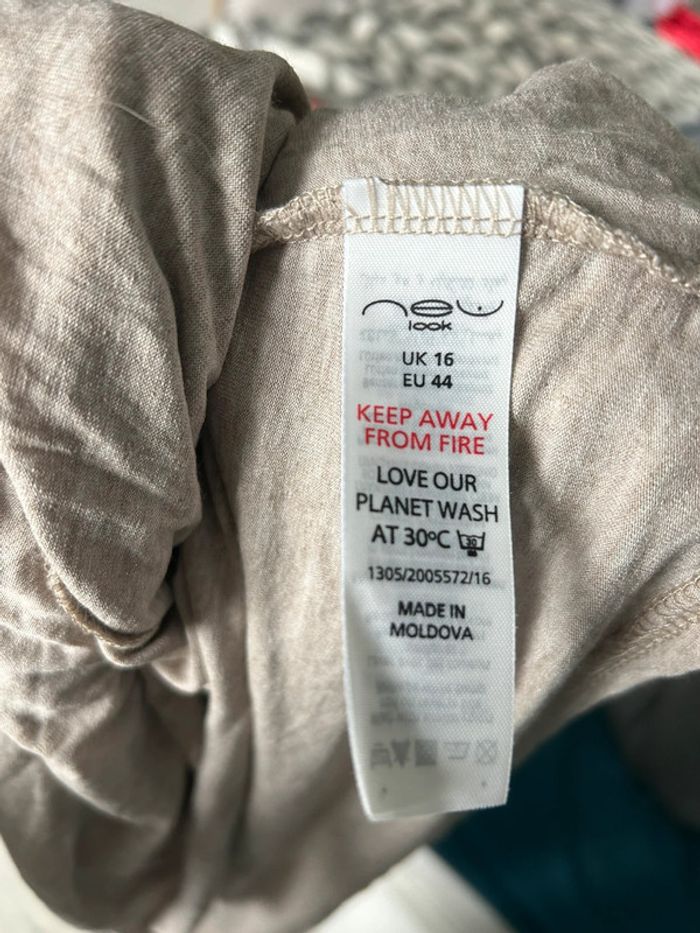 new
look
UK 16
EU 44
KEEP AWAY
FROM FIRE
LOVE OUR
PLANET WASH
AT 30ºC 30
1305/2005572/16
MADE IN
MOLDOVA